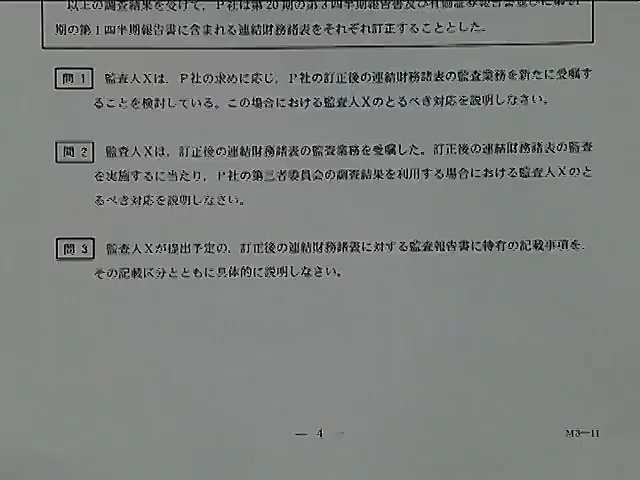 以上の調査結果を受けて，P社は第20期の第3四半期報告書及び有価証券報告書並びに第21
期の第1四半期報告書に含まれる連結財務諸表をそれぞれ訂正することとした。
問1 監査人Xは，P社の求めに応じ，P社の訂正後の連結財務諸表の監査業務を新たに受嘱す
ることを検討している。この場合における監査人Xのとるべき対応を説明しなさい。
問2 監査人Xは，訂正後の連結財務諸表の監査業務を受嘱した。訂正後の連結財務諸表の監査
を実施するに当たり，P社の第三者委員会の調査結果を利用する場合における監査人Xのと
るべき対応を説明しなさい。
問3 監査人Xが提出予定の，訂正後の連結財務諸表に対する監査報告書に特有の記載事項を，
その記載区分とともに具体的に説明しなさい。
— 4 —
M3—11